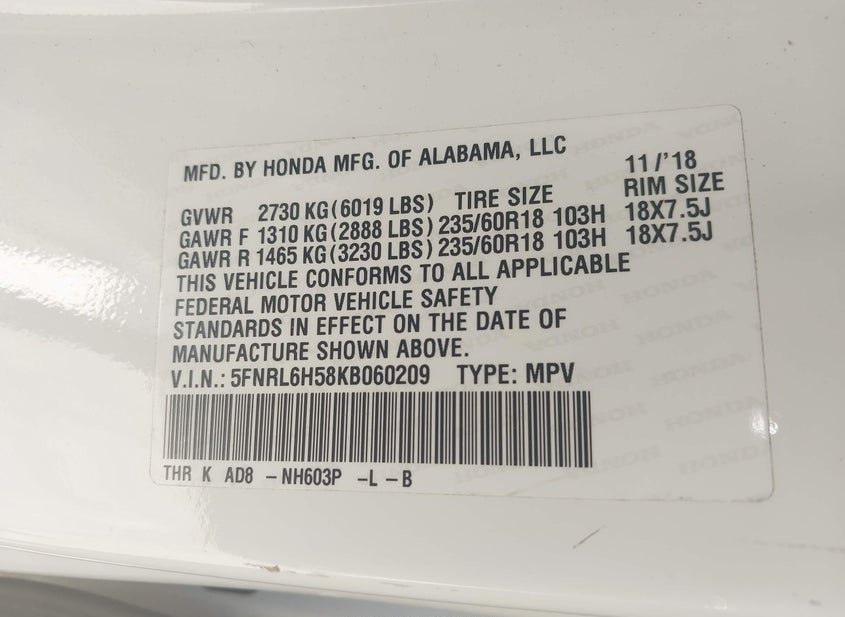 MFD. BY HONDA MFG. OF ALABAMA, LLC 11/'18
GVWR 2730 KG(6019 LBS) TIRE SIZE RIM SIZE
GAWR F 1310 KG(2888 LBS) 235/60R18 103H 18X7.5J
GAWR R 1465 KG(3230 LBS) 235/60R18 103H 18X7.5J
THIS VEHICLE CONFORMS TO ALL APPLICABLE
FEDERAL MOTOR VEHICLE SAFETY
STANDARDS IN EFFECT ON THE DATE OF
MANUFACTURE SHOWN ABOVE.
V.I.N.: 5FNRL6H58KB060209 TYPE: MPV
THR K AD8 -NH603P -L -B